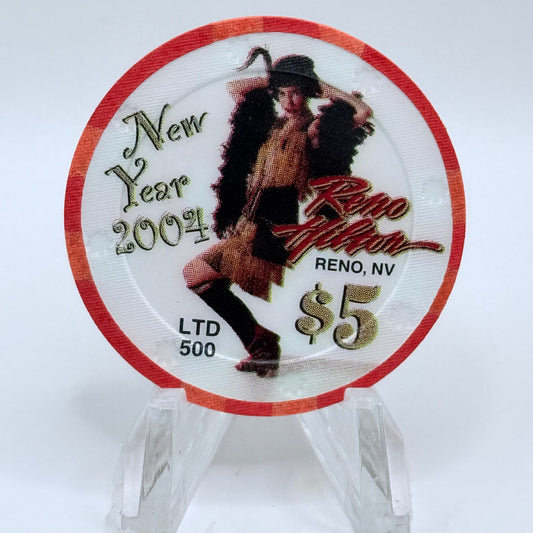 New
Year
2004
Reno
Hilton
RENO, NV
$5
LTD
500